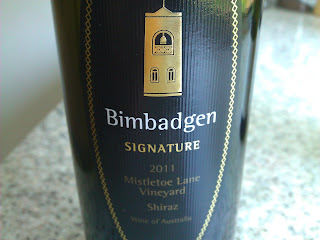 Bimbadgen
SIGNATURE
2011
Mistletoe Lane
Vineyard
Shiraz
Wine of Australia